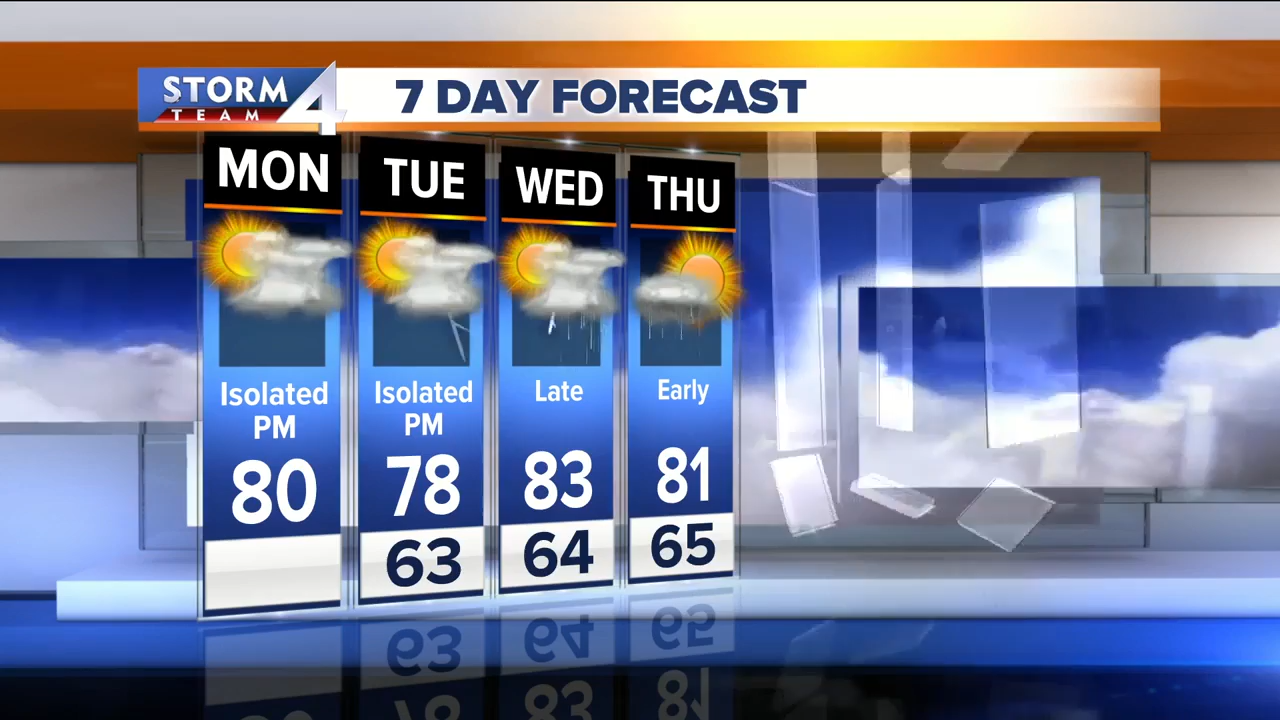 STORM
TEAM
4
7 DAY FORECAST
MON
Isolated
PM
80
TUE
Isolated
PM
78
63
WED
Late
83
64
THU
Early
81
65